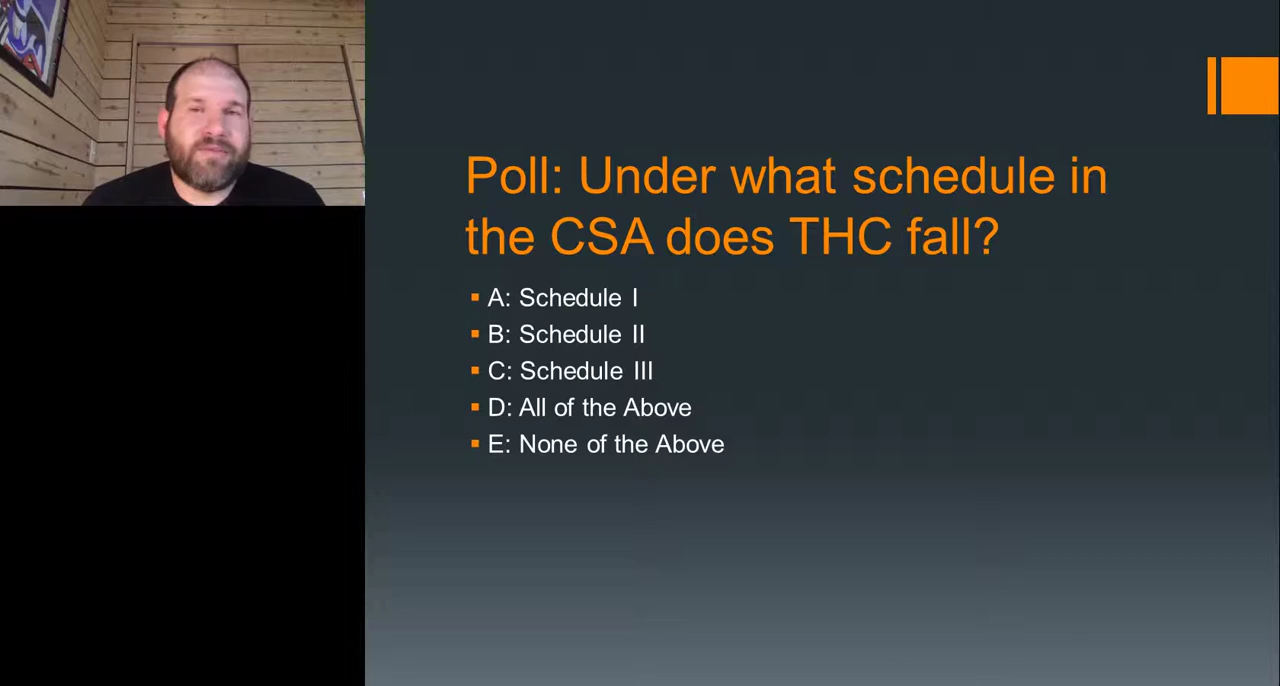 Poll: Under what schedule in
the CSA does THC fall?
A: Schedule I
B: Schedule II
C: Schedule III
D: All of the Above
E: None of the Above